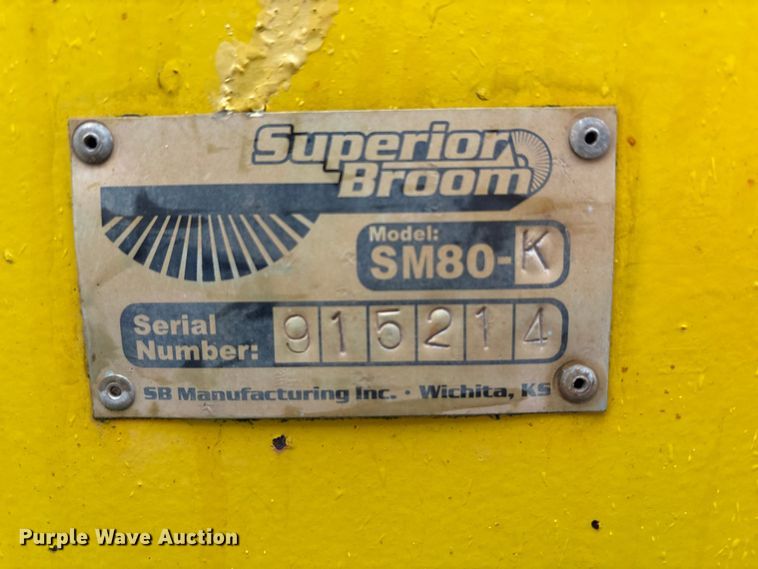 Superior
Broom
Model:
SM80-K
Serial
Number: 915214
SB Manufacturing Inc. · Wichita, KS
Purple Wave Auction